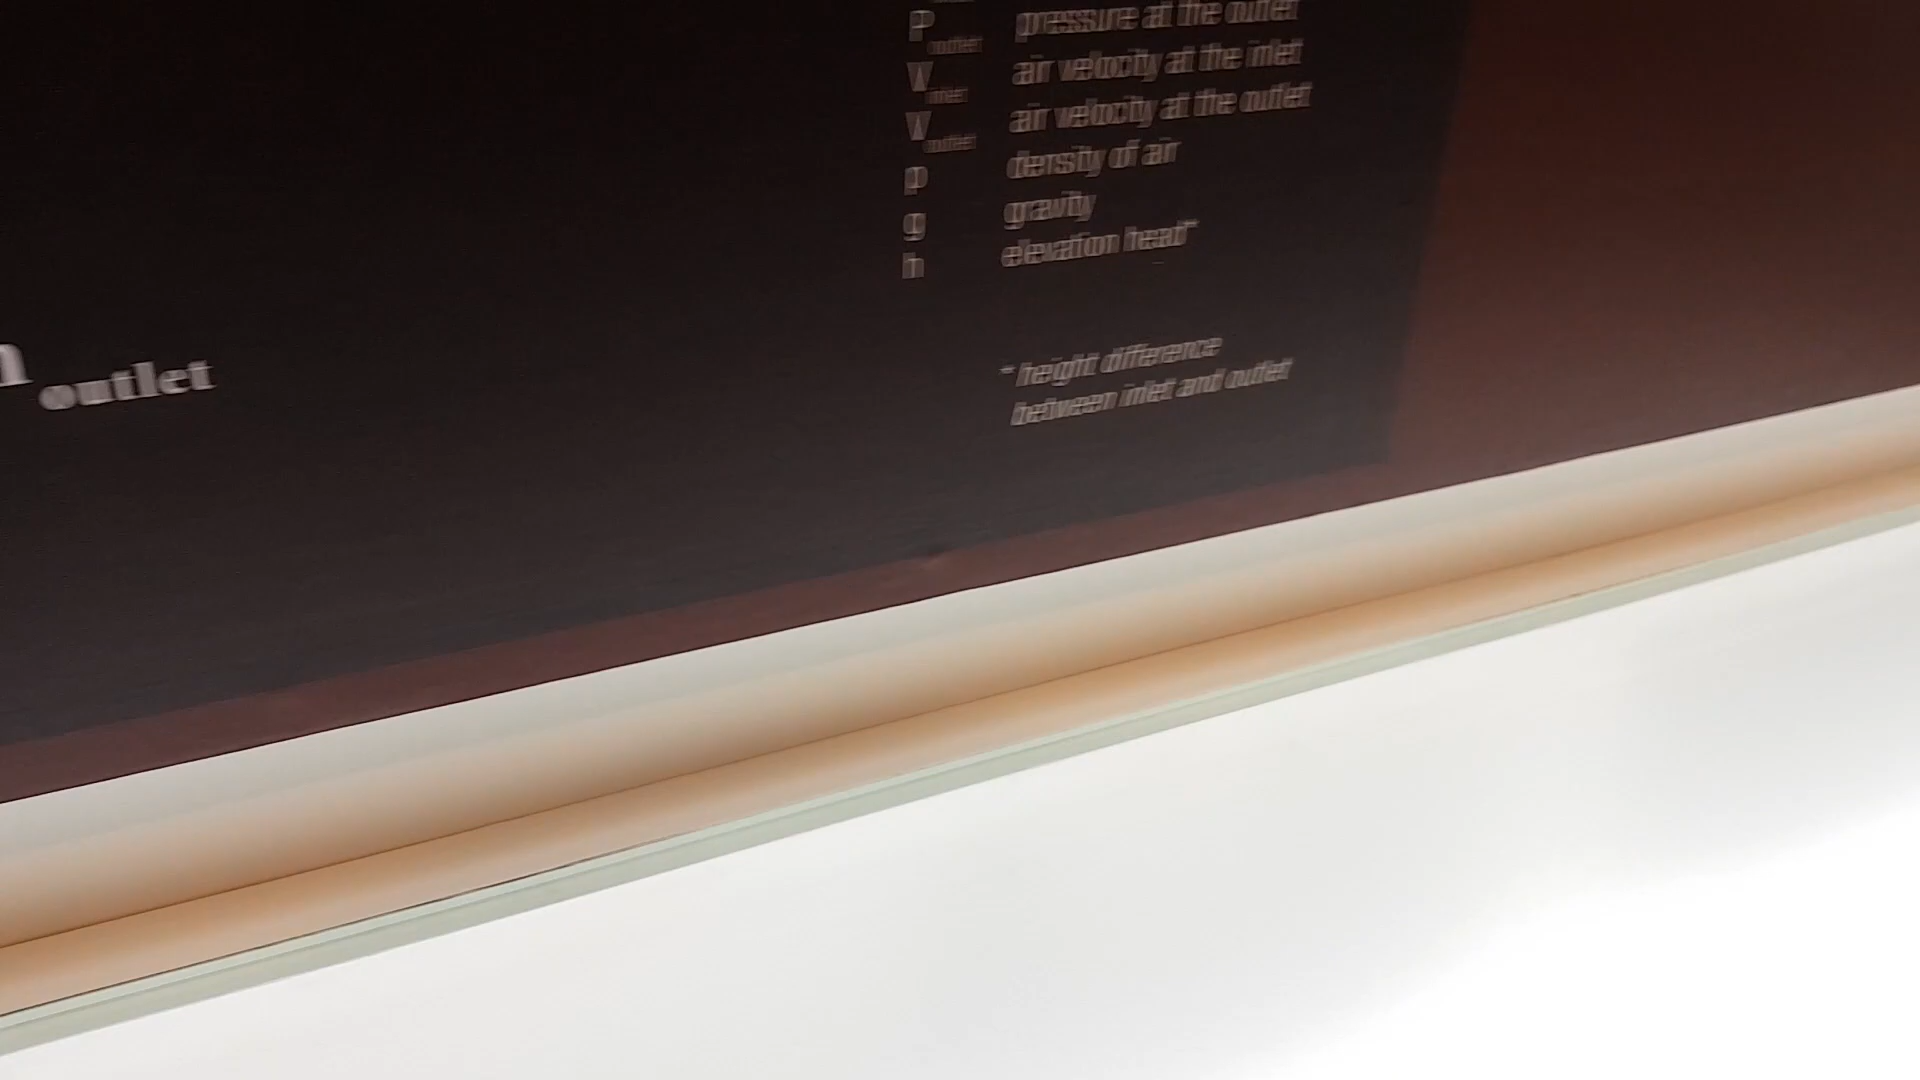 P outlet pressure at the outlet
V inlet air velocity at the inlet
V outlet air velocity at the outlet
p density of air
g gravity
h elevation head*
* height difference
between inlet and outlet
outlet